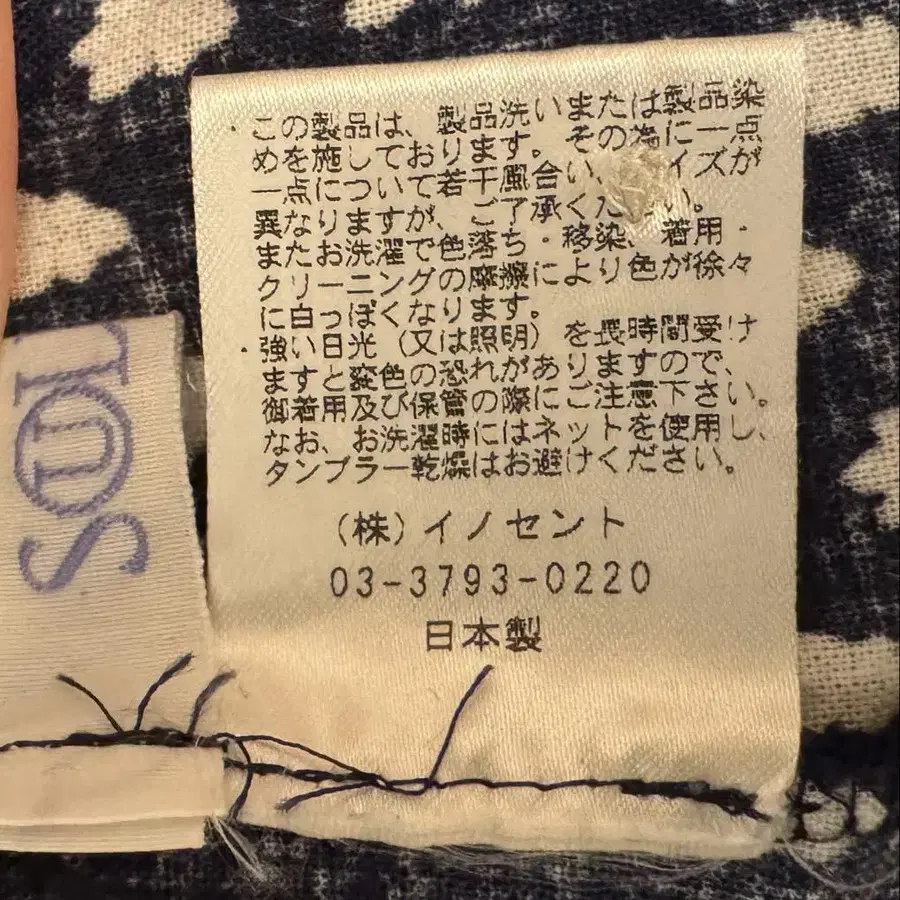 ・この製品は、製品洗いまたは製品染
めを施しております。その為に一点
一点について若干風合い、イズが
異なりますが、ご了承ください。
またお洗濯で色落ち・移染、着用・
クリーニングの摩擦により色が徐々
に白っぽくなります。
・強い日光（又は照明）を長時間受け
ますと変色の恐れがありますので、
御着用及び保管の際にご注意下さい。
なお、お洗濯時にはネットを使用し、
タンブラー乾燥はお避けください。
（株）イノセント
03-3793-0220
日本製